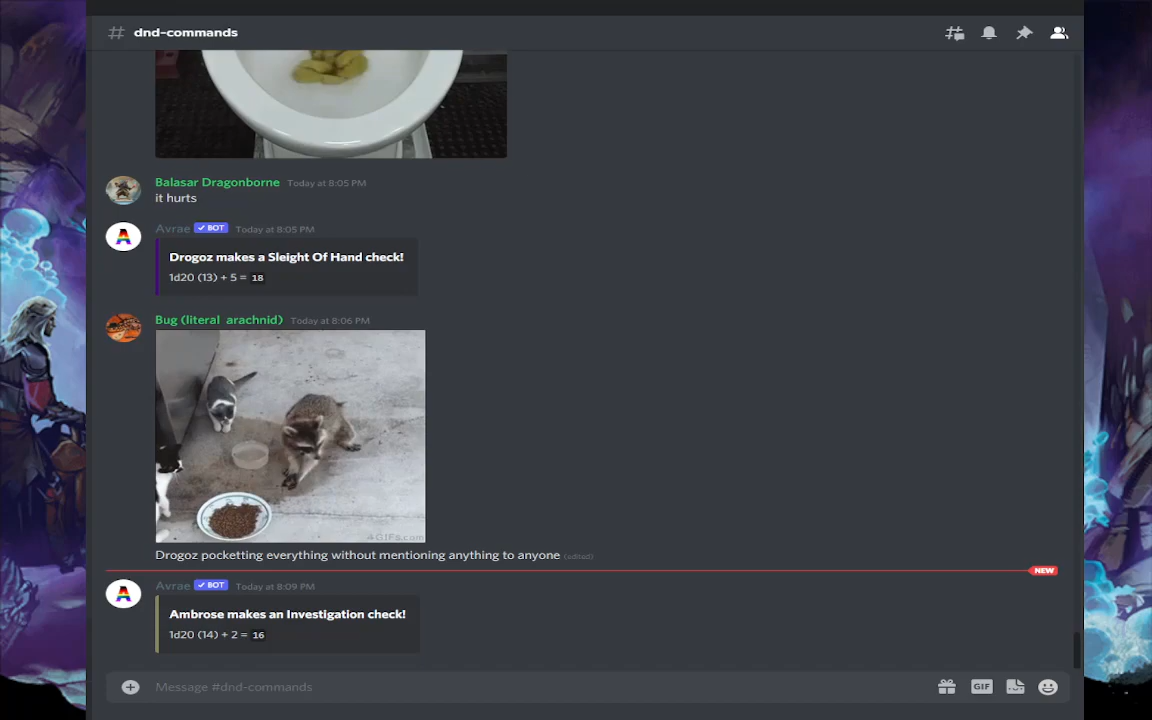 # dnd-commands
Balasar Dragonborne Today at 8:05 PM
it hurts
A
Avrae ✓ BOT Today at 8:05 PM
Drogoz makes a Sleight Of Hand check!
1d20 (13) + 5 = 18
Bug (literal arachnid) Today at 8:06 PM
4GIFs.com
Drogoz pocketting everything without mentioning anything to anyone (edited)
NEW
A
Avrae ✓ BOT Today at 8:09 PM
Ambrose makes an Investigation check!
1d20 (14) + 2 = 16
Message #dnd-commands
GIF